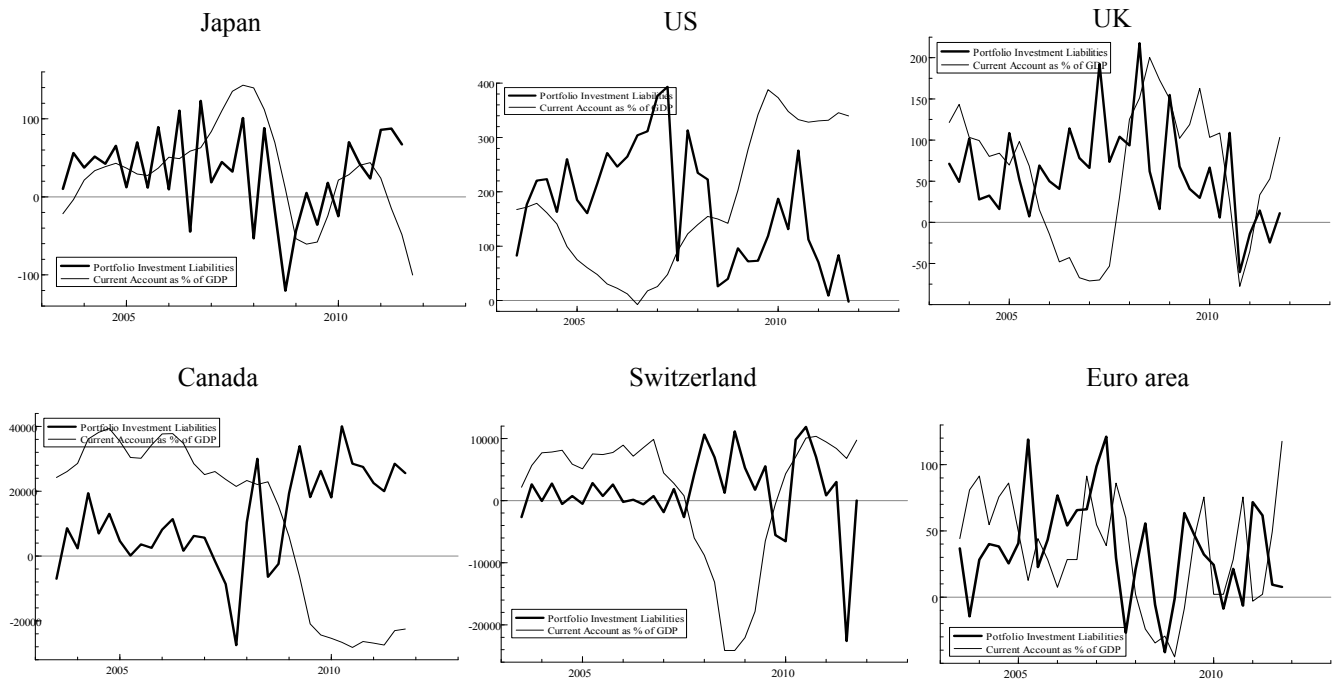 Japan
100
0
-100
Portfolio Investment Liabilities
Current Account as % of GDP
2005 2010
US
400
300
200
100
0
Portfolio Investment Liabilities
Current Account as % of GDP
2005 2010
UK
200
150
100
50
0
-50
Portfolio Investment Liabilities
Current Account as % of GDP
2005 2010
Canada
40000
20000
0
-20000
Portfolio Investment Liabilities
Current Account as % of GDP
2005 2010
Switzerland
10000
0
-10000
-20000
Portfolio Investment Liabilities
Current Account as % of GDP
2005 2010
Euro area
100
50
0
Potfolio Investment Liabilities
Current Account as % of GDP
2005 2010